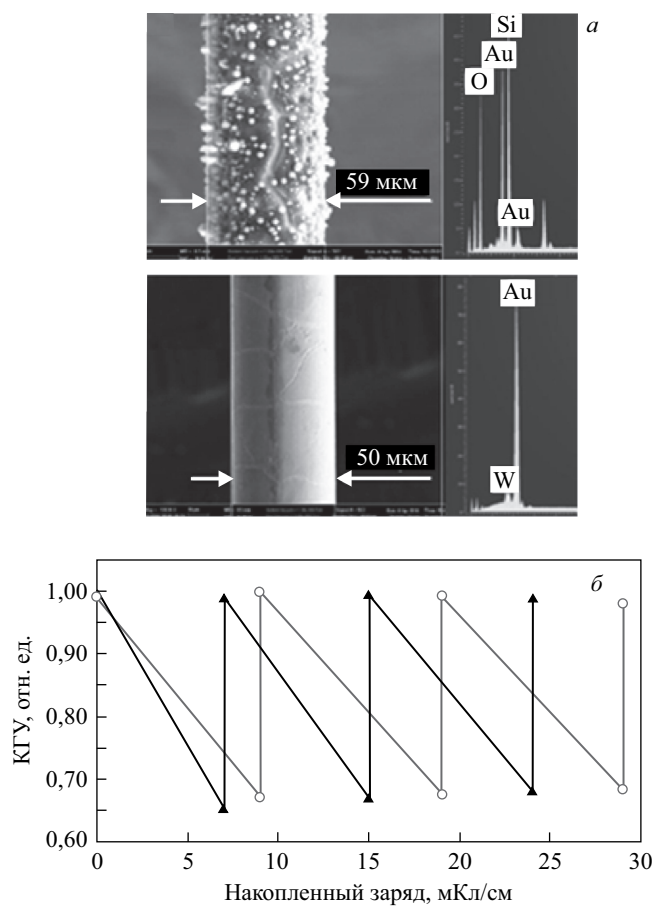 Si
а
Au
O
59 мкм
Au
Au
50 мкм
W
б
КГУ, отн. ед.
1,00
0,90
0,80
0,70
0,60
0 5 10 15 20 25 30
Накопленный заряд, мКл/см